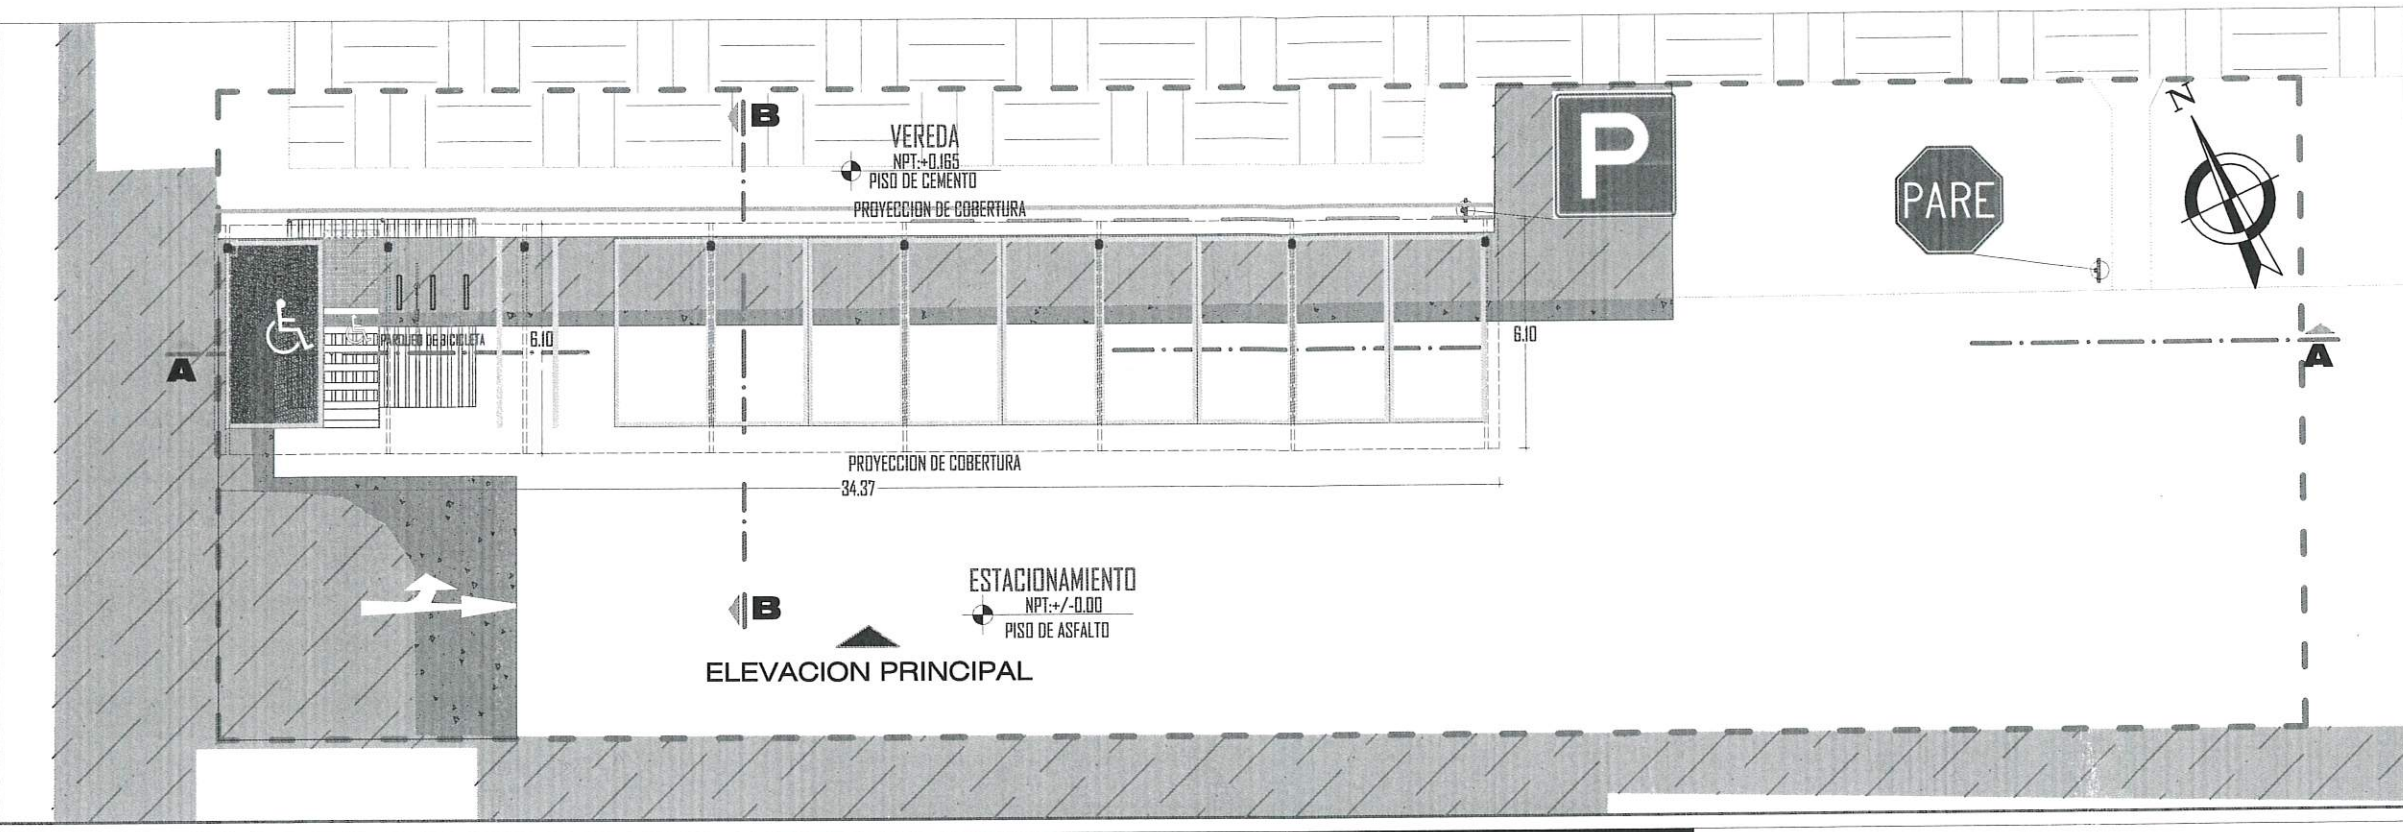 B
VEREDA
NPT:+0.165
PISO DE CEMENTO
PROYECCION DE COBERTURA
P
PARE
N
PARQUEO DE BICICLETA
6.10
6.10
A
A
PROYECCION DE COBERTURA
34.37
B
ESTACIONAMIENTO
NPT:+/-0.00
PISO DE ASFALTO
ELEVACION PRINCIPAL